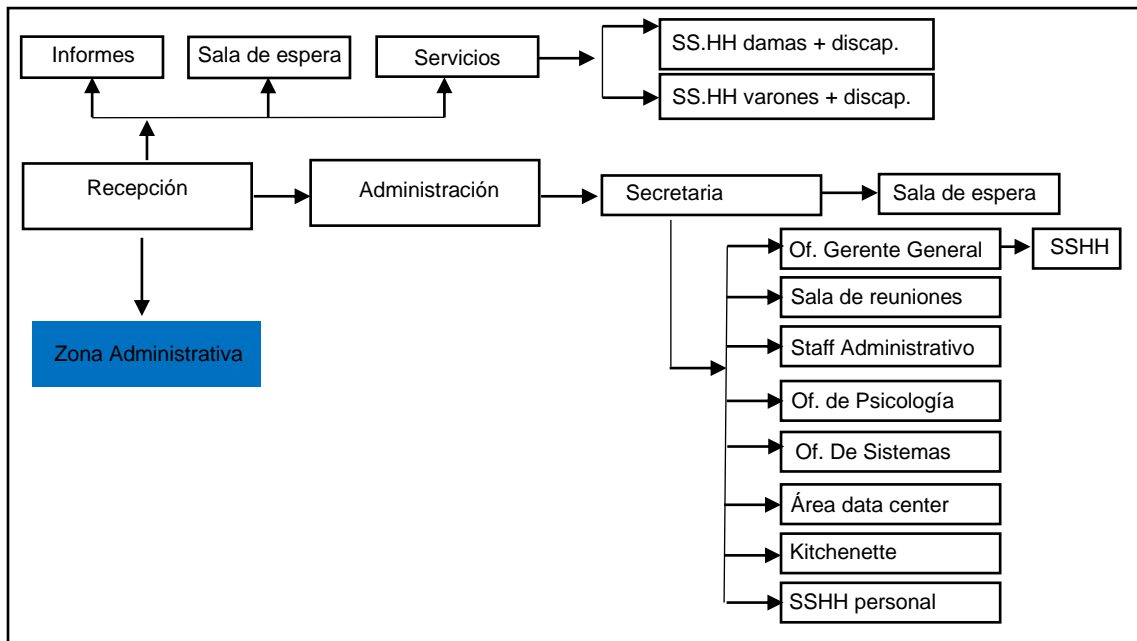 Informes
Sala de espera
Servicios
SS.HH damas + discap.
SS.HH varones + discap.
Recepción
Administración
Secretaria
Sala de espera
Of. Gerente General
SSHH
Sala de reuniones
Zona Administrativa
Staff Administrativo
Of. de Psicología
Of. De Sistemas
Área data center
Kitchenette
SSHH personal